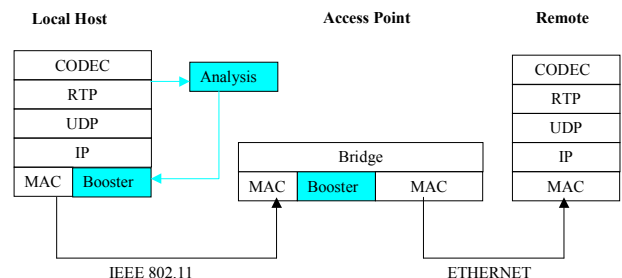 Local Host
Access Point
Remote
CODEC
RTP
UDP
IP
MAC
Booster
Analysis
Bridge
MAC
Booster
MAC
CODEC
RTP
UDP
IP
MAC
IEEE 802.11
ETHERNET